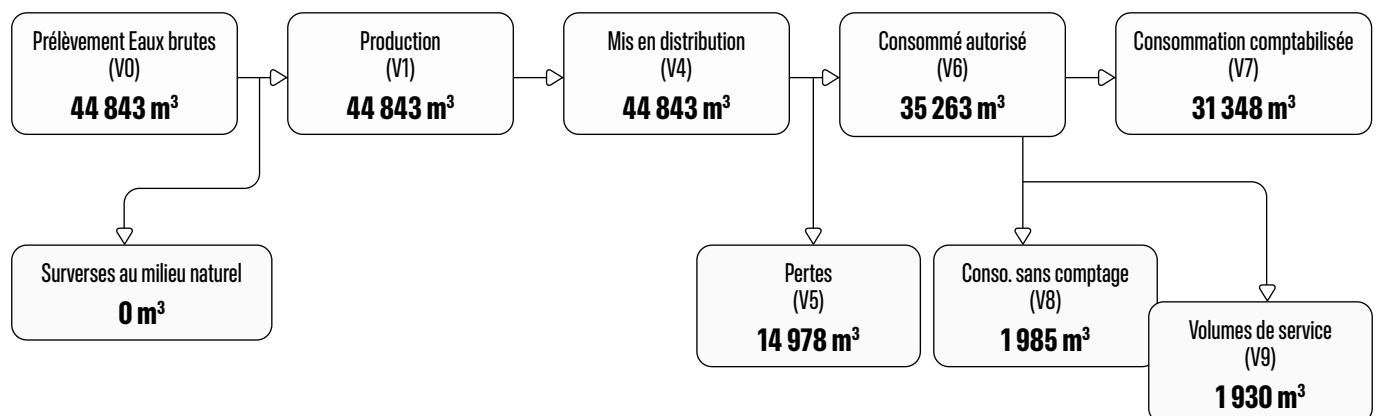 Prélèvement Eaux brutes
(V0)
44 843 m³
Production
(V1)
44 843 m³
Mis en distribution
(V4)
44 843 m³
Consommé autorisé
(V6)
35 263 m³
Consommation comptabilisée
(V7)
31 348 m³
Surverses au milieu naturel
0 m³
Pertes
(V5)
14 978 m³
Conso. sans comptage
(V8)
1 985 m³
Volumes de service
(V9)
1 930 m³